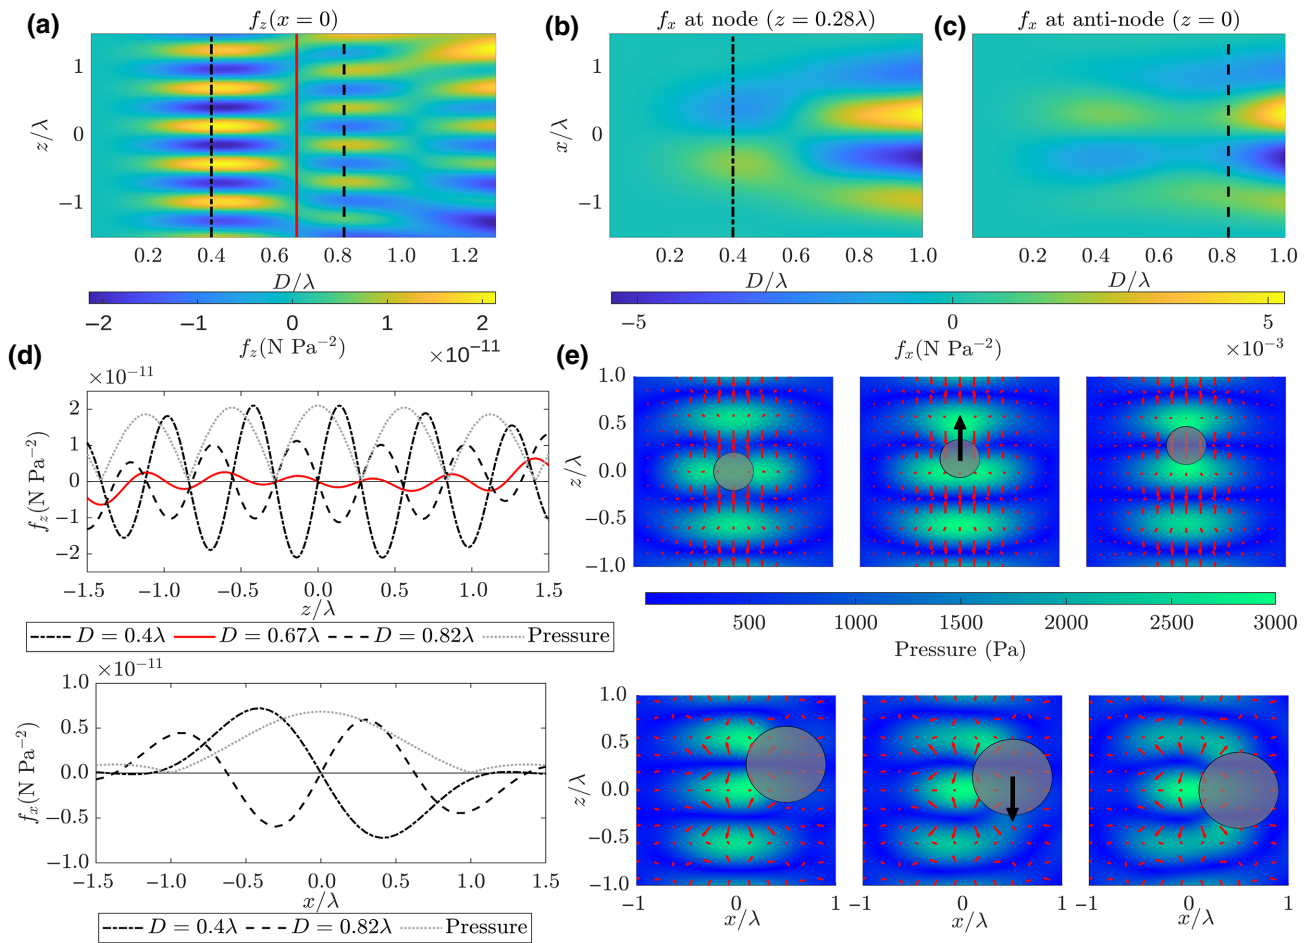 (a)
f_z(x = 0)
1
0
−1
z/λ
0.2 0.4 0.6 0.8 1.0 1.2
D/λ
−2 −1 0 1 2
f_z(N Pa⁻²)
×10⁻¹¹
(b)
f_x at node (z = 0.28λ)
1
0
−1
x/λ
0.2 0.4 0.6 0.8 1.0
D/λ
(c)
f_x at anti-node (z = 0)
0.2 0.4 0.6 0.8 1.0
D/λ
−5 0 5
f_x(N Pa⁻²)
×10⁻³
(d)
×10⁻¹¹
2
1
0
−1
−2
f_z(N Pa⁻²)
−1.5 −1.0 −0.5 0.0 0.5 1.0 1.5
z/λ
D = 0.4λ D = 0.67λ D = 0.82λ Pressure
×10⁻¹¹
1.0
0.5
0.0
−0.5
−1.0
f_x(N Pa⁻²)
−1.5 −1.0 −0.5 0.0 0.5 1.0 1.5
x/λ
D = 0.4λ D = 0.82λ Pressure
(e)
1.0
0.5
0.0
−0.5
−1.0
z/λ
500 1000 1500 2000 2500 3000
Pressure (Pa)
1.0
0.5
0.0
−0.5
−1.0
z/λ
−1 0 1
x/λ
−1 0 1
x/λ
−1 0 1
x/λ